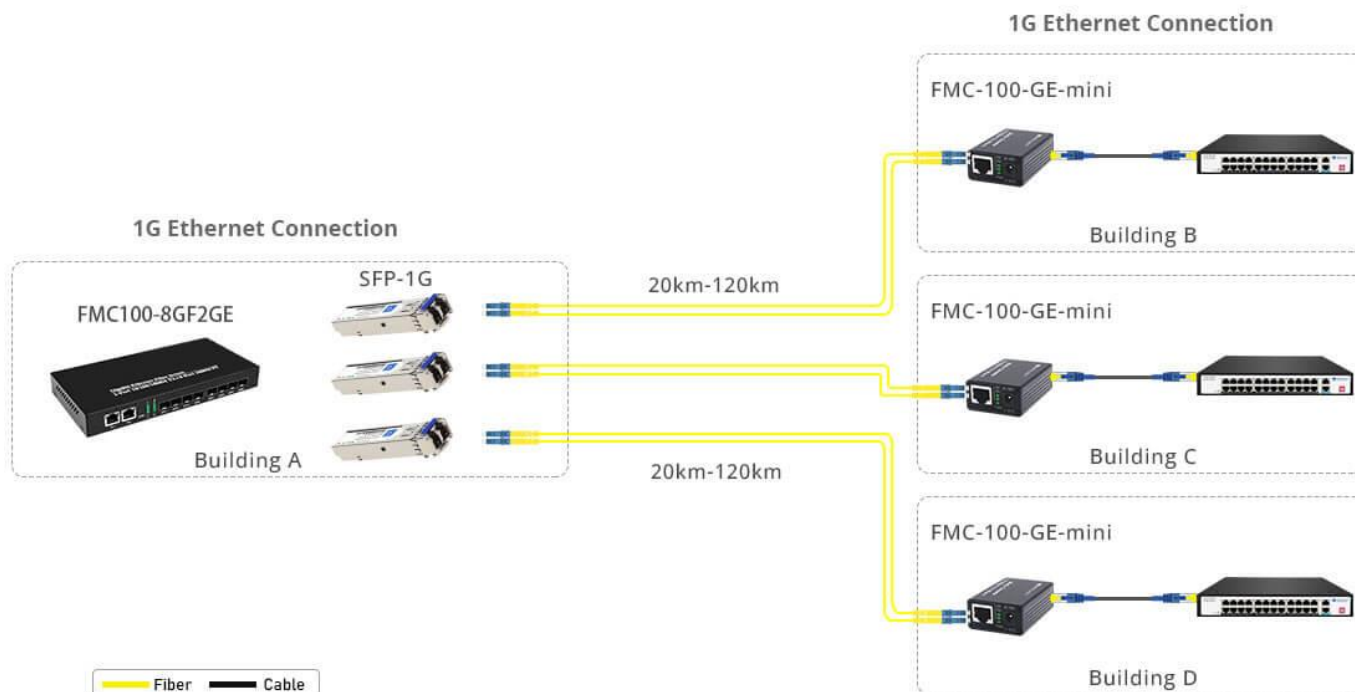 1G Ethernet Connection
FMC-100-GE-mini
Building B
1G Ethernet Connection
SFP-1G
FMC100-8GF2GE
Building A
20km-120km
20km-120km
FMC-100-GE-mini
Building C
FMC-100-GE-mini
Building D
Fiber
Cable